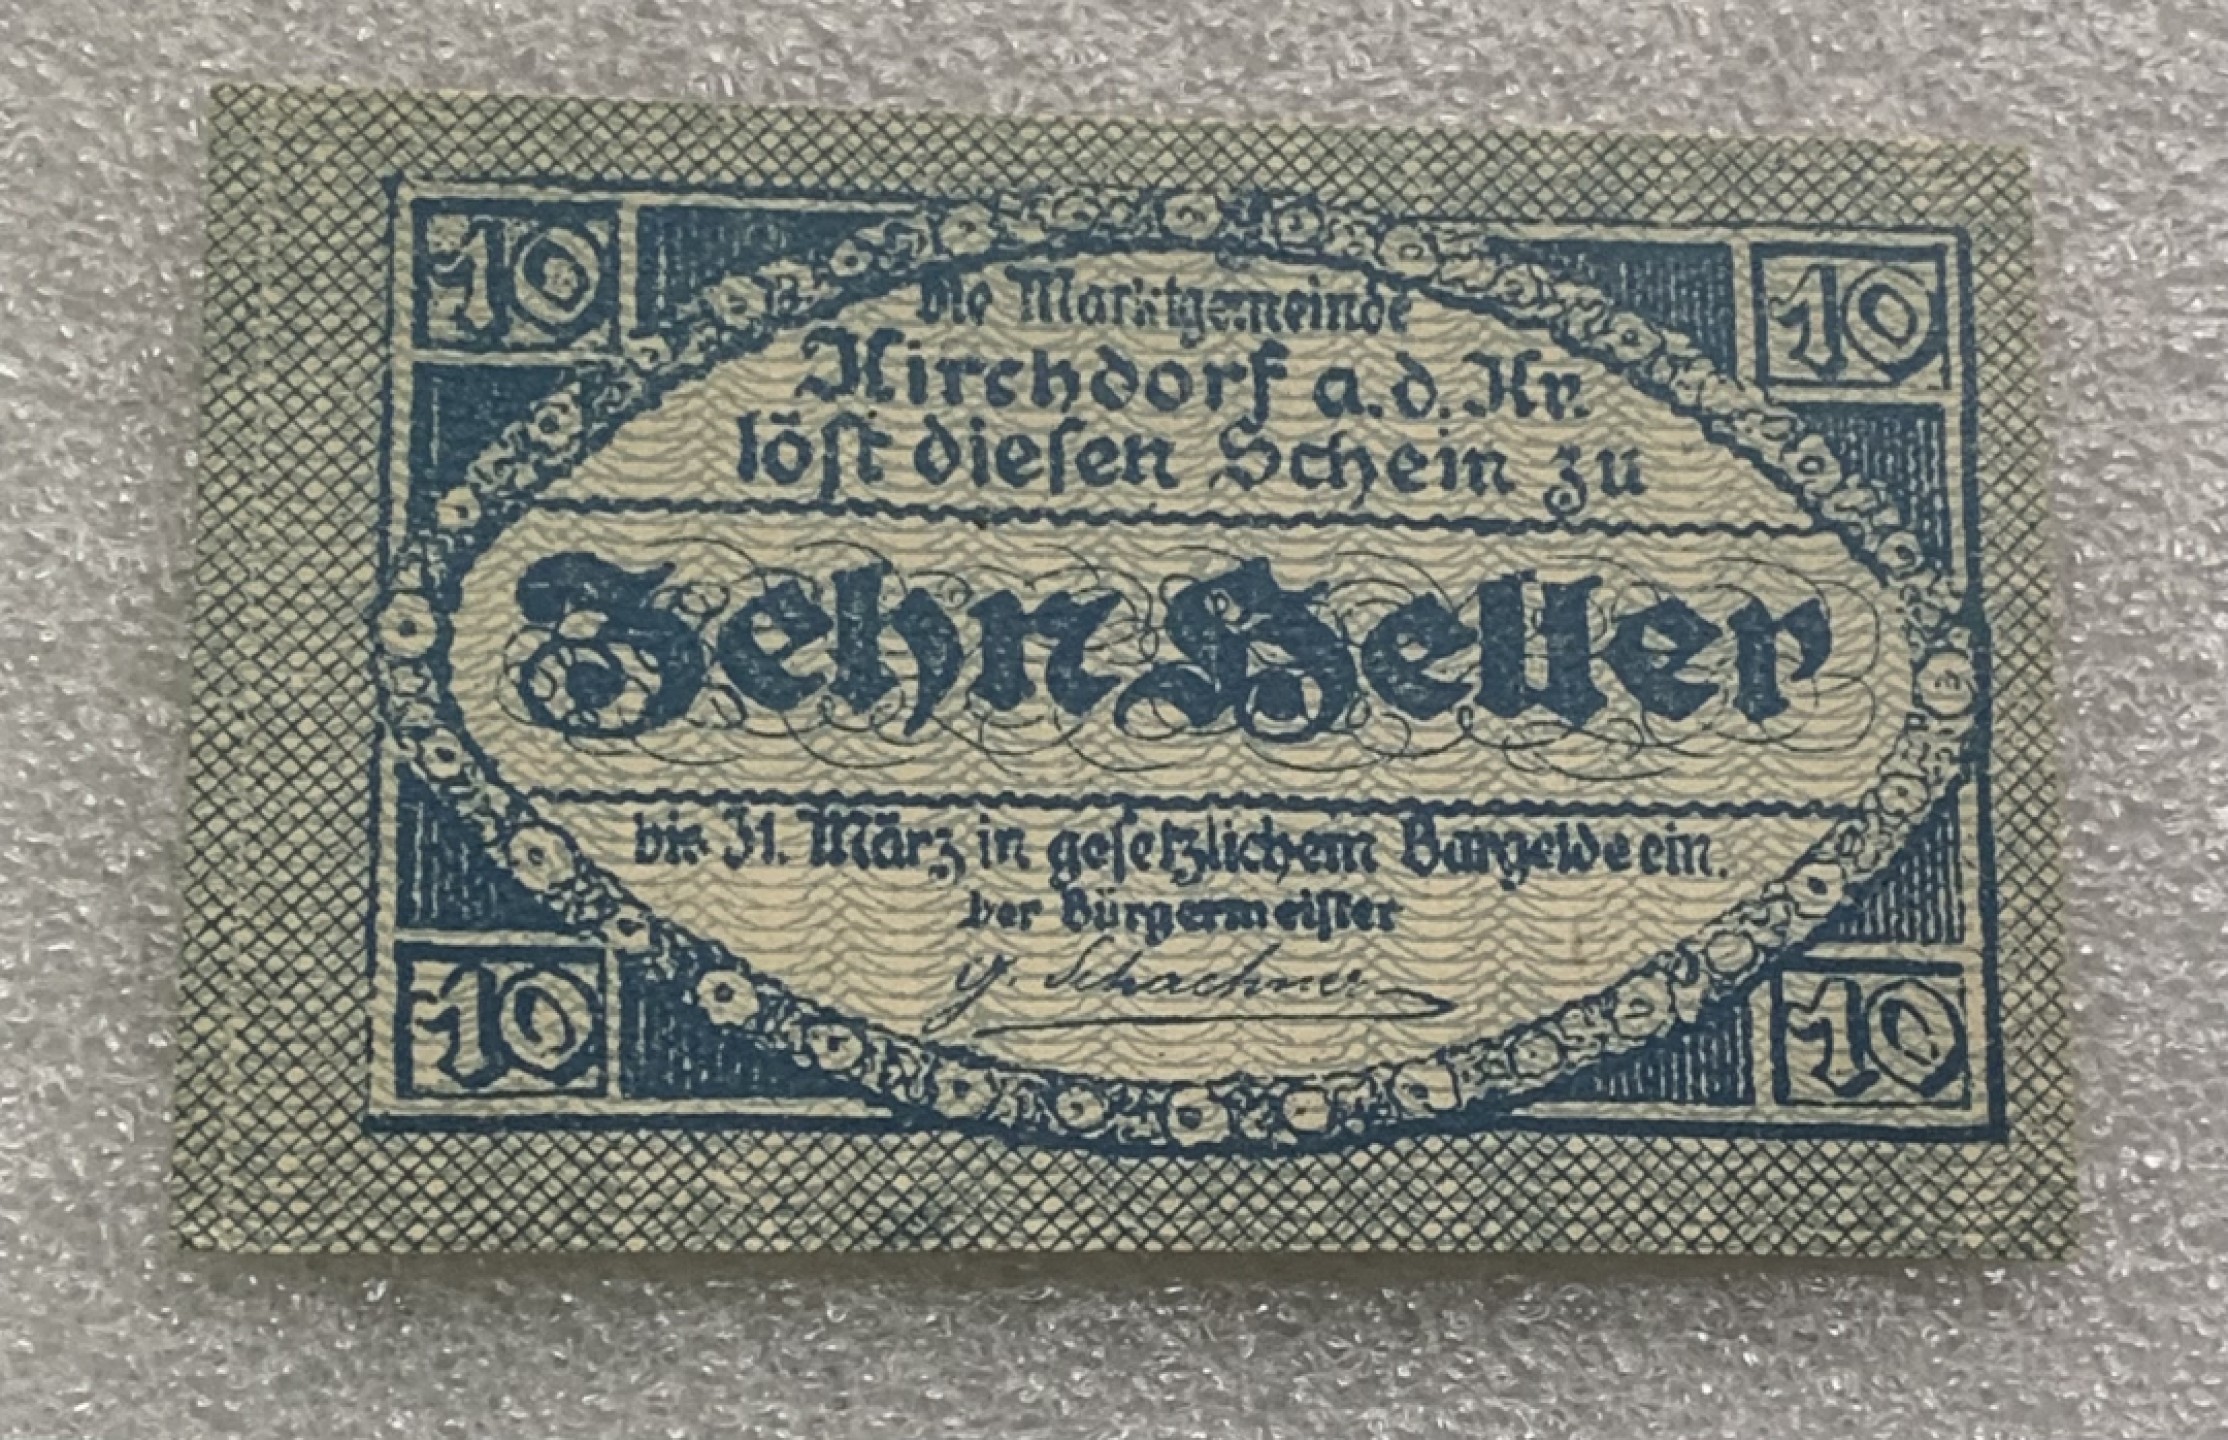 10 10
Die Marktgemeinde
Kirchdorf a.d. Kr.
löst diesen Schein zu
Zehn Heller
bis 31. März in gesetzlichem Bargelde ein.
Der Bürgermeister
Schachner
10 10